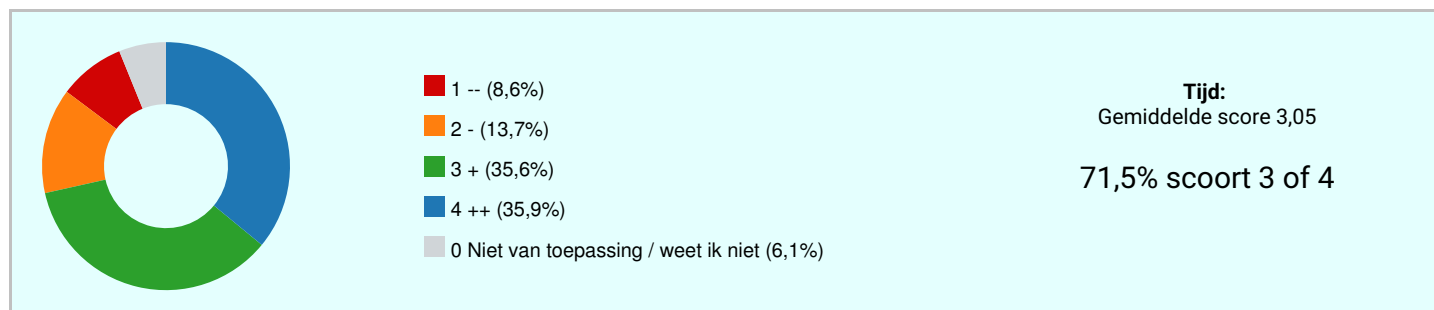 1 -- (8,6%)
2 - (13,7%)
3 + (35,6%)
4 ++ (35,9%)
0 Niet van toepassing / weet ik niet (6,1%)
Tijd:
Gemiddelde score 3,05
71,5% scoort 3 of 4